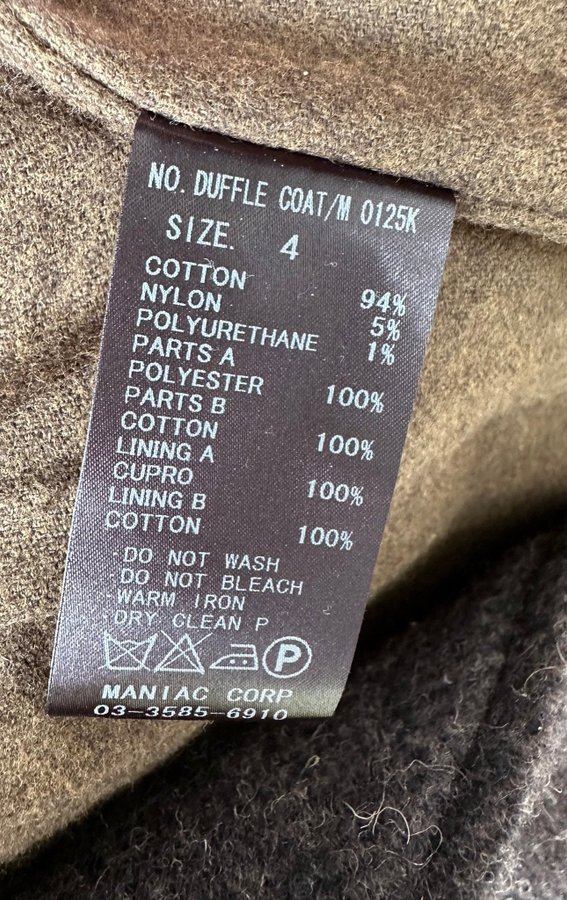 NO. DUFFLE COAT/M 0125K
SIZE. 4
COTTON 94%
NYLON 5%
POLYURETHANE 1%
PARTS A
POLYESTER 100%
PARTS B
COTTON 100%
LINING A
CUPRO 100%
LINING B
COTTON 100%
·DO NOT WASH
·DO NOT BLEACH
·WARM IRON
·DRY CLEAN P
P
MANIAC CORP
03-3585-6910